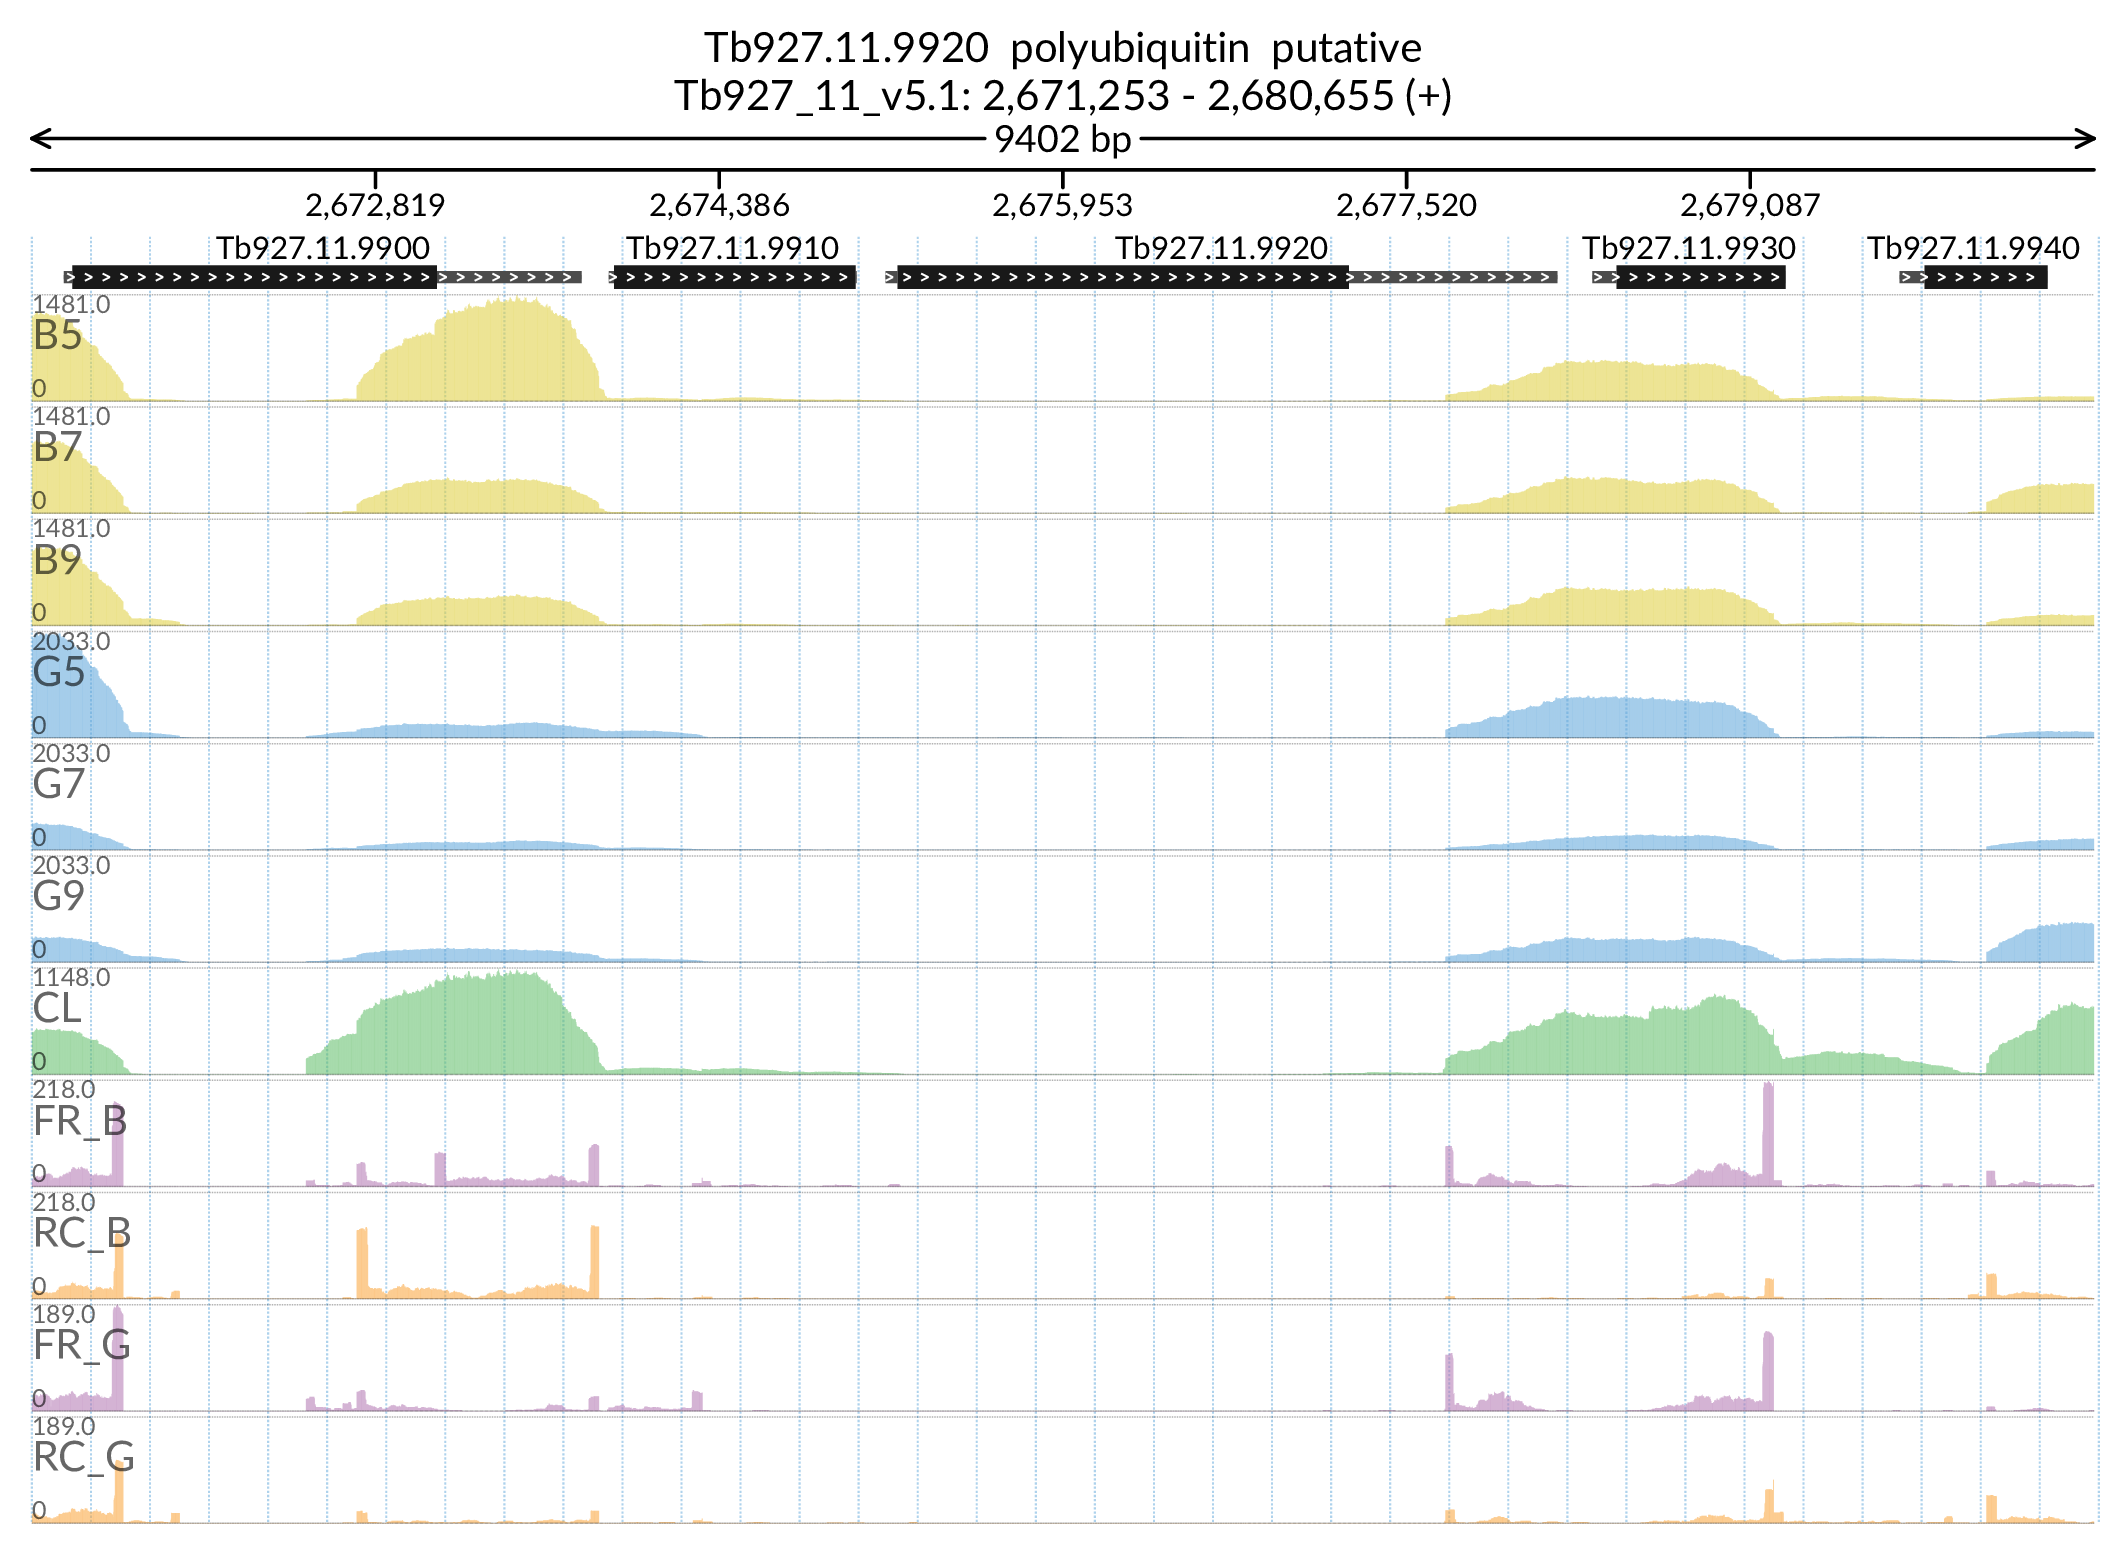 Tb927.11.9920 polyubiquitin putative
Tb927_11_v5.1: 2,671,253 - 2,680,655 (+)
9402 bp
2,672,819 2,674,386 2,675,953 2,677,520 2,679,087
Tb927.11.9900 Tb927.11.9910 Tb927.11.9920 Tb927.11.9930 Tb927.11.9940
1481.0
B5
0
1481.0
B7
0
1481.0
B9
0
2033.0
G5
0
2033.0
G7
0
2033.0
G9
0
1148.0
CL
0
218.0
FR_B
0
218.0
RC_B
0
189.0
FR_G
0
189.0
RC_G
0